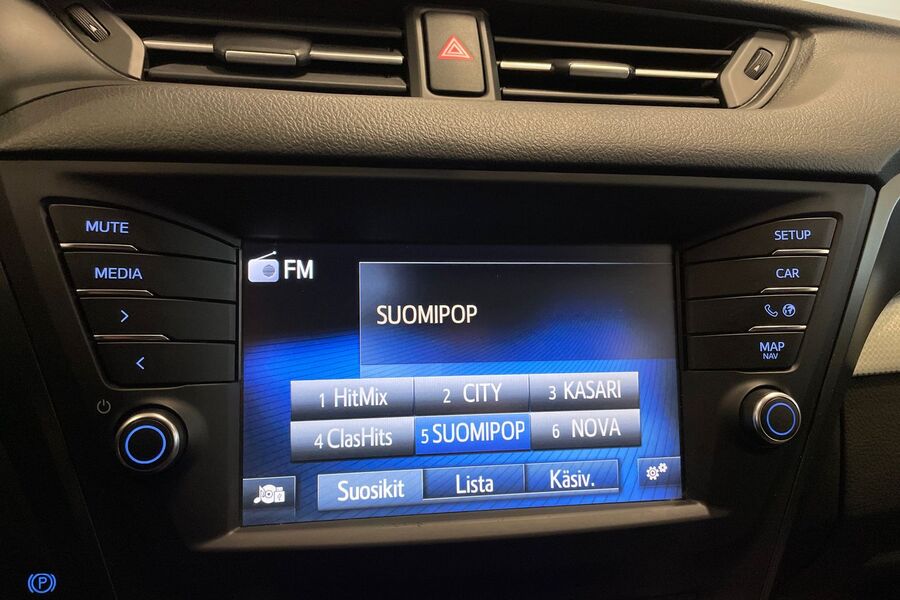 MUTE
MEDIA
>
<
FM
SUOMIPOP
1 HitMix
2 CITY
3 KASARI
4 ClasHits
5 SUOMIPOP
6 NOVA
Suosikit
Lista
Käsiv.
SETUP
CAR
MAP
NAV
(P)